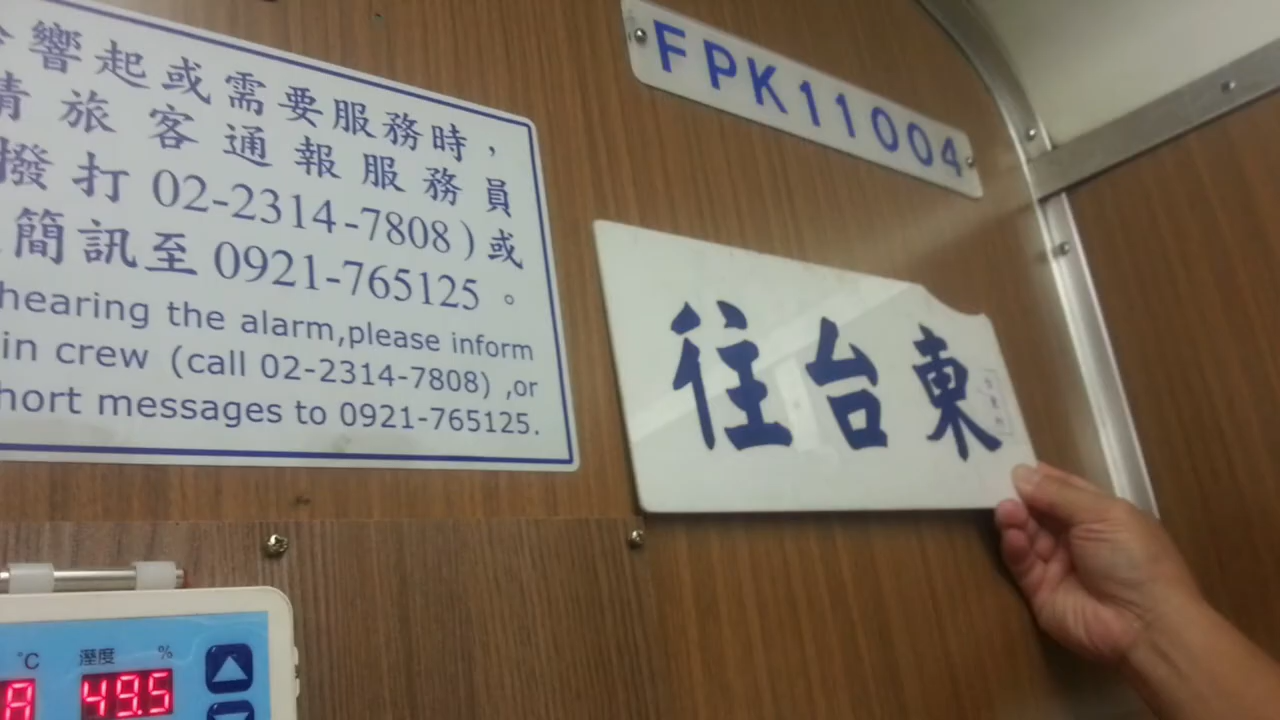 響起或需要服務時，
請旅客通報服務員
撥打 02-2314-7808）或
簡訊至 0921-765125。
hearing the alarm,please inform
in crew (call 02-2314-7808) ,or
hort messages to 0921-765125.
FPK11004
往台東
°C 溼度 %
8 49.5